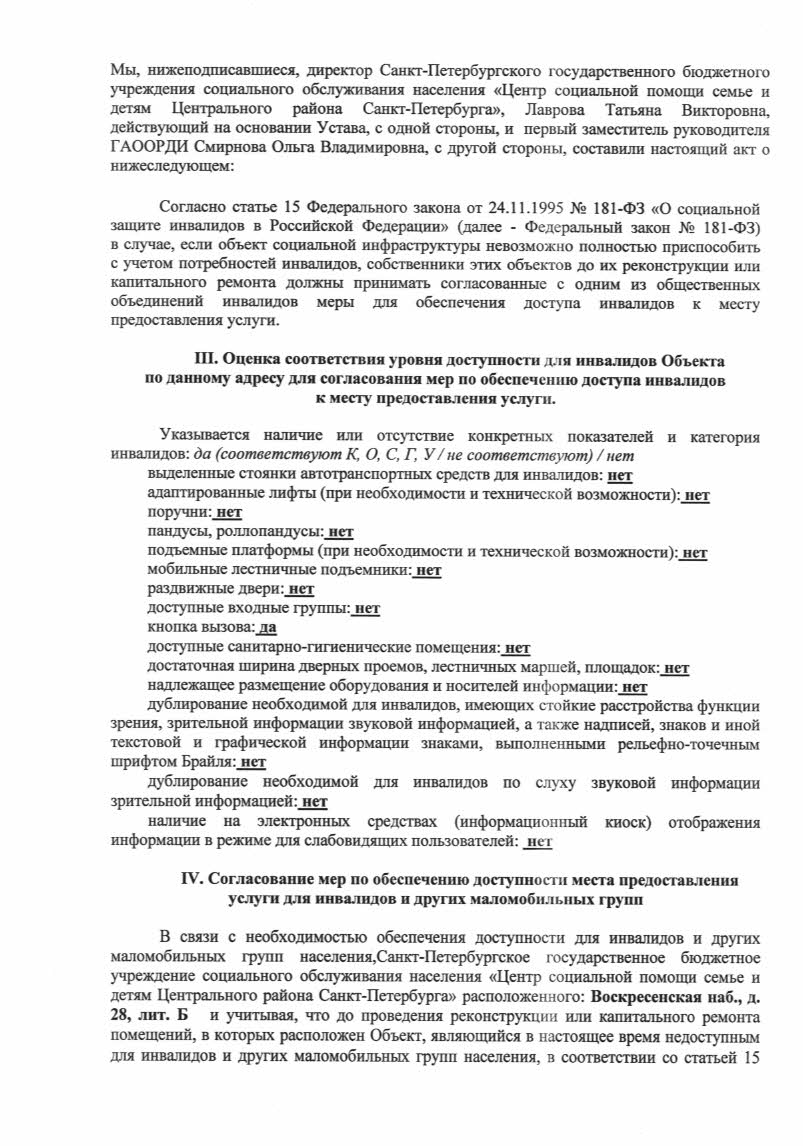 Мы, нижеподписавшиеся, директор Санкт-Петербургского государственного бюджетного
учреждения социального обслуживания населения «Центр социальной помощи семье и
детям Центрального района Санкт-Петербурга», Лаврова Татьяна Викторовна,
действующий на основании Устава, с одной стороны, и первый заместитель руководителя
ГАООРДИ Смирнова Ольга Владимировна, с другой стороны, составили настоящий акт о
нижеследующем:
Согласно статье 15 Федерального закона от 24.11.1995 № 181-ФЗ «О социальной
защите инвалидов в Российской Федерации» (далее - Федеральный закон № 181-ФЗ)
в случае, если объект социальной инфраструктуры невозможно полностью приспособить
с учетом потребностей инвалидов, собственники этих объектов до их реконструкции или
капитального ремонта должны принимать согласованные с одним из общественных
объединений инвалидов меры для обеспечения доступа инвалидов к месту
предоставления услуги.
III. Оценка соответствия уровня доступности для инвалидов Объекта
по данному адресу для согласования мер по обеспечению доступа инвалидов
к месту предоставления услуги.
Указывается наличие или отсутствие конкретных показателей и категория
инвалидов: да (соответствуют К, О, С, Г, У / не соответствуют) / нет
выделенные стоянки автотранспортных средств для инвалидов: нет
адаптированные лифты (при необходимости и технической возможности): нет
поручни: нет
пандусы, роллопандусы: нет
подъемные платформы (при необходимости и технической возможности): нет
мобильные лестничные подъемники: нет
раздвижные двери: нет
доступные входные группы: нет
кнопка вызова: да
доступные санитарно-гигиенические помещения: нет
достаточная ширина дверных проемов, лестничных маршей, площадок: нет
надлежащее размещение оборудования и носителей информации: нет
дублирование необходимой для инвалидов, имеющих стойкие расстройства функции
зрения, зрительной информации звуковой информацией, а также надписей, знаков и иной
текстовой и графической информации знаками, выполненными рельефно-точечным
шрифтом Брайля: нет
дублирование необходимой для инвалидов по слуху звуковой информации
зрительной информацией: нет
наличие на электронных средствах (информационный киоск) отображения
информации в режиме для слабовидящих пользователей: нет
IV. Согласование мер по обеспечению доступности места предоставления
услуги для инвалидов и других маломобильных групп
В связи с необходимостью обеспечения доступности для инвалидов и других
маломобильных групп населения,Санкт-Петербургское государственное бюджетное
учреждение социального обслуживания населения «Центр социальной помощи семье и
детям Центрального района Санкт-Петербурга» расположенного: Воскресенская наб., д.
28, лит. Б и учитывая, что до проведения реконструкции или капитального ремонта
помещений, в которых расположен Объект, являющийся в настоящее время недоступным
для инвалидов и других маломобильных групп населения, в соответствии со статьей 15